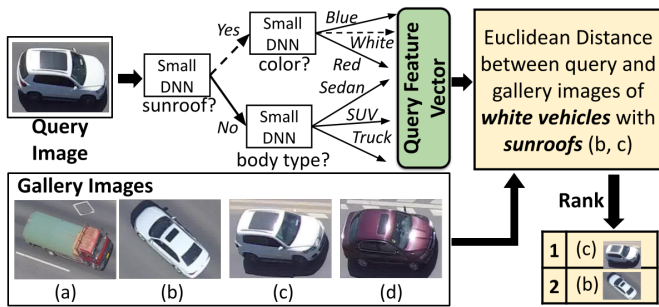 Query
Image
Small
DNN
sunroof?
Yes
No
Small
DNN
color?
Blue
White
Red
Small
DNN
body type?
Sedan
SUV
Truck
Query Feature
Vector
Euclidean Distance
between query and
gallery images of
white vehicles with
sunroofs (b, c)
Gallery Images
(a)
(b)
(c)
(d)
Rank
1 (c)
2 (b)